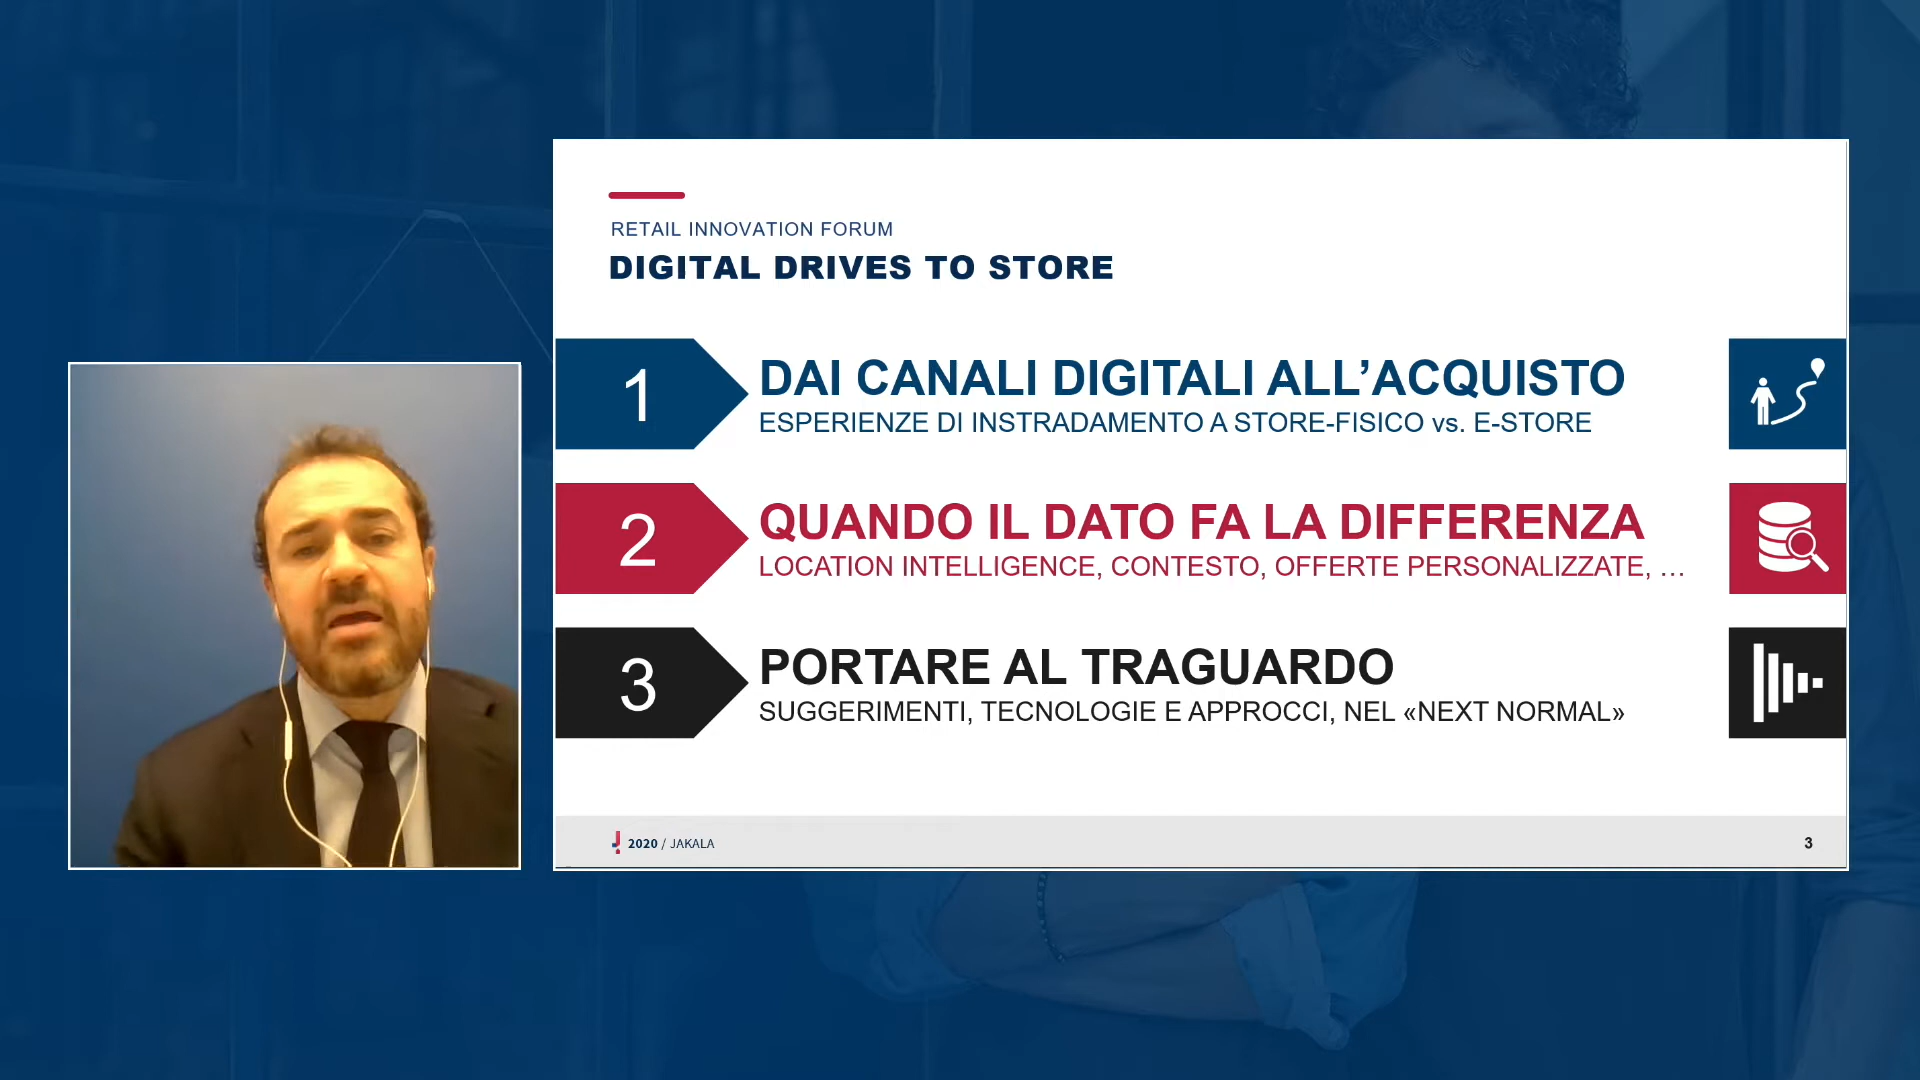 RETAIL INNOVATION FORUM
DIGITAL DRIVES TO STORE
1
DAI CANALI DIGITALI ALL’ACQUISTO
ESPERIENZE DI INSTRADAMENTO A STORE-FISICO vs. E-STORE
2
QUANDO IL DATO FA LA DIFFERENZA
LOCATION INTELLIGENCE, CONTESTO, OFFERTE PERSONALIZZATE, …
3
PORTARE AL TRAGUARDO
SUGGERIMENTI, TECNOLOGIE E APPROCCI, NEL «NEXT NORMAL»
2020 / JAKALA
3